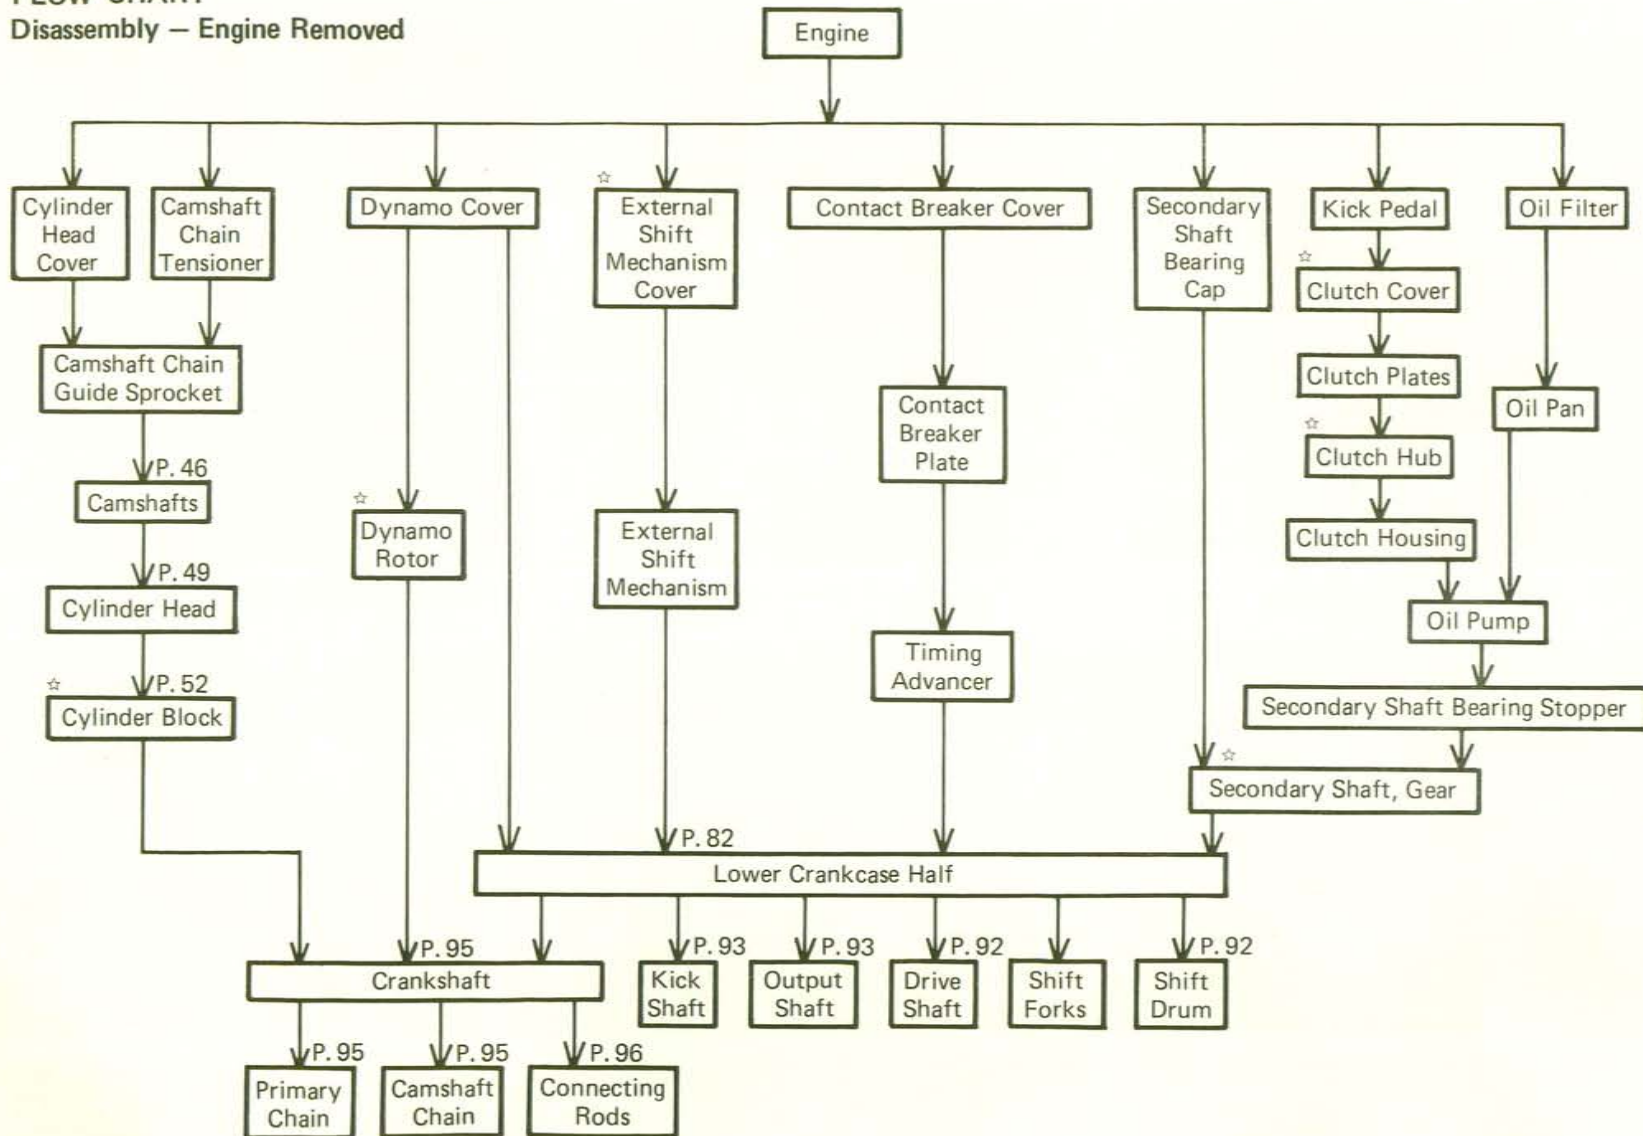 Disassembly — Engine Removed
Engine
Cylinder
Head
Cover
Camshaft
Chain
Tensioner
Dynamo Cover
☆
External
Shift
Mechanism
Cover
Contact Breaker Cover
Secondary
Shaft
Bearing
Cap
Kick Pedal
Oil Filter
☆
Clutch Cover
Camshaft Chain
Guide Sprocket
Clutch Plates
Contact
Breaker
Plate
Oil Pan
☆
Clutch Hub
P. 46
Camshafts
☆
Dynamo
Rotor
External
Shift
Mechanism
Clutch Housing
P. 49
Cylinder Head
Oil Pump
Timing
Advancer
☆
P. 52
Cylinder Block
Secondary Shaft Bearing Stopper
☆
Secondary Shaft, Gear
P. 82
Lower Crankcase Half
P. 95
Crankshaft
P. 93
Kick
Shaft
P. 93
Output
Shaft
P. 92
Drive
Shaft
Shift
Forks
P. 92
Shift
Drum
P. 95
Primary
Chain
P. 95
Camshaft
Chain
P. 96
Connecting
Rods